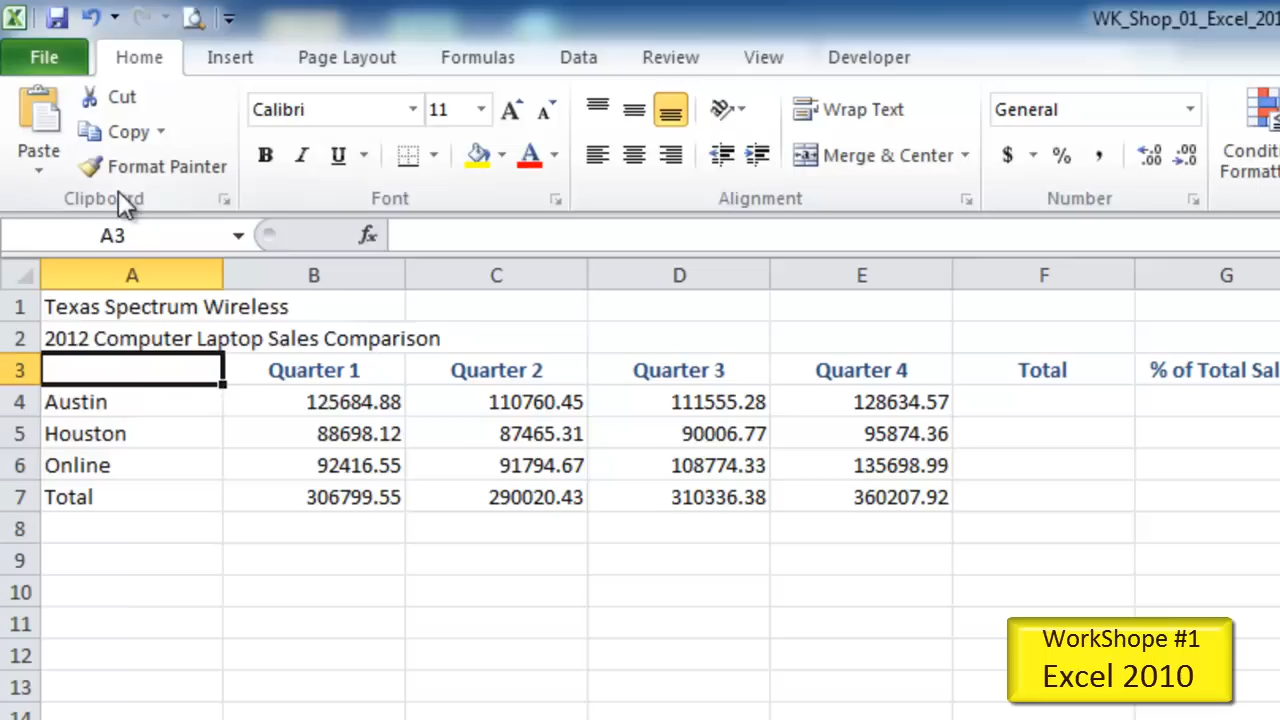 WK_Shop_01_Excel_201
File Home Insert Page Layout Formulas Data Review View Developer
Paste
Cut
Copy
Format Painter
Clipboard
Calibri 11
B I U A
Font
Wrap Text
Merge & Center
Alignment
General
$ % ,
Number
Conditi
Formatt
A3 fx
A B C D E F G
1 Texas Spectrum Wireless
2 2012 Computer Laptop Sales Comparison
3 Quarter 1 Quarter 2 Quarter 3 Quarter 4 Total % of Total Sal
4 Austin 125684.88 110760.45 111555.28 128634.57
5 Houston 88698.12 87465.31 90006.77 95874.36
6 Online 92416.55 91794.67 108774.33 135698.99
7 Total 306799.55 290020.43 310336.38 360207.92
8
9
10
11
12
13
14
WorkShope #1
Excel 2010